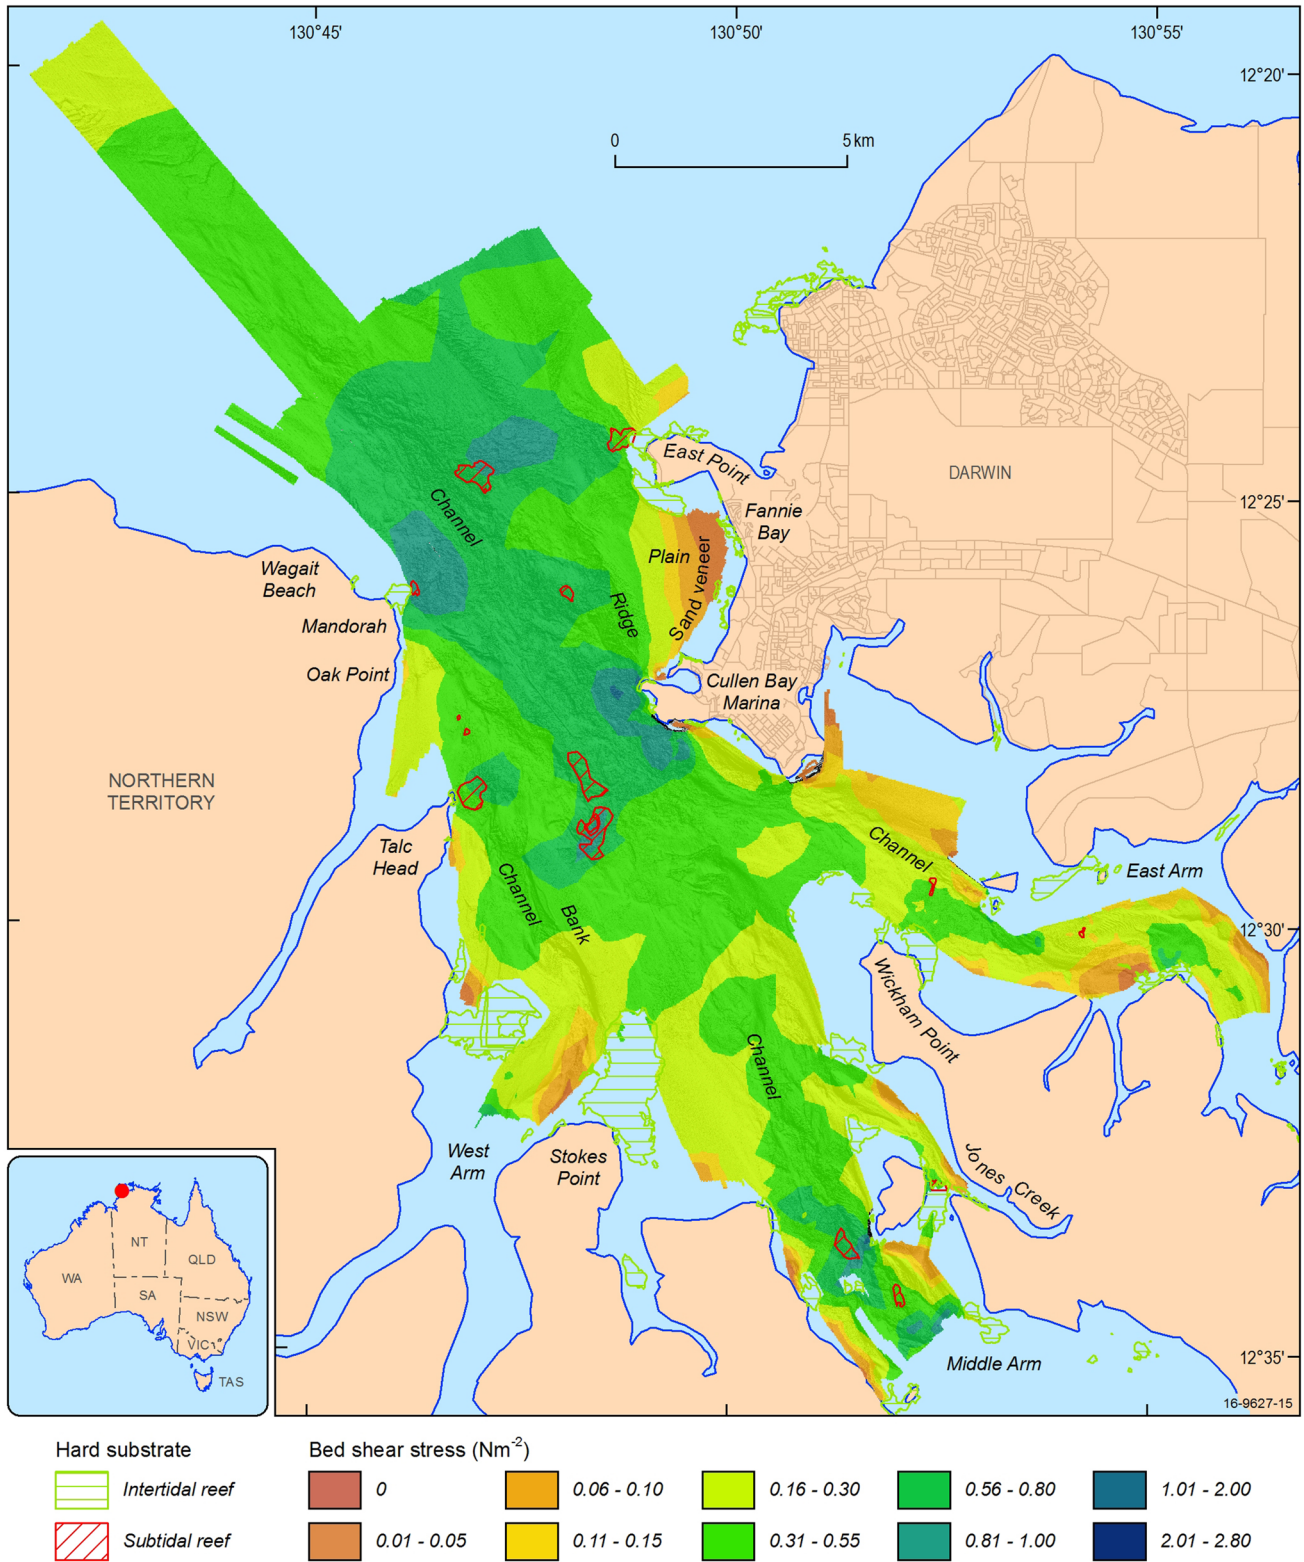 130°45'
130°50'
130°55'
12°20'
0
5 km
East Point
DARWIN
12°25'
Fannie
Bay
Channel
Plain
Sand veneer
Wagait
Beach
Ridge
Mandorah
Oak Point
Cullen Bay
Marina
NORTHERN
TERRITORY
Talc
Head
Channel
East Arm
Channel
Bank
12°30'
Wickham Point
Channel
West
Arm
Stokes
Point
Jones Creek
NT
QLD
WA
SA
NSW
VIC
TAS
12°35'
Middle Arm
16-9627-15
Hard substrate
Intertidal reef
Subtidal reef
Bed shear stress (Nm-2)
0
0.06 - 0.10
0.16 - 0.30
0.56 - 0.80
1.01 - 2.00
0.01 - 0.05
0.11 - 0.15
0.31 - 0.55
0.81 - 1.00
2.01 - 2.80